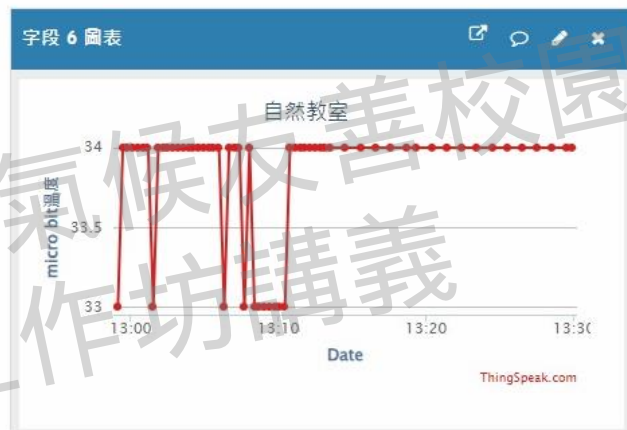 字段 6 圖表
自然教室
micro bit溫度
34
33.5
33
13:00
13:10
13:20
13:30
Date
ThingSpeak.com
氣候友善校園
工作坊講義